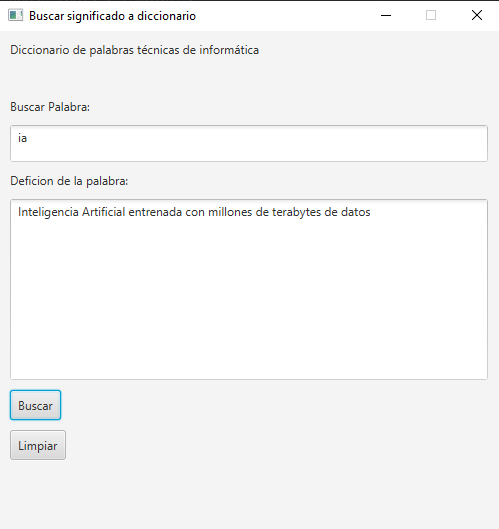 Buscar significado a diccionario
Diccionario de palabras técnicas de informática
Buscar Palabra:
ia
Deficion de la palabra:
Inteligencia Artificial entrenada con millones de terabytes de datos
Buscar
Limpiar